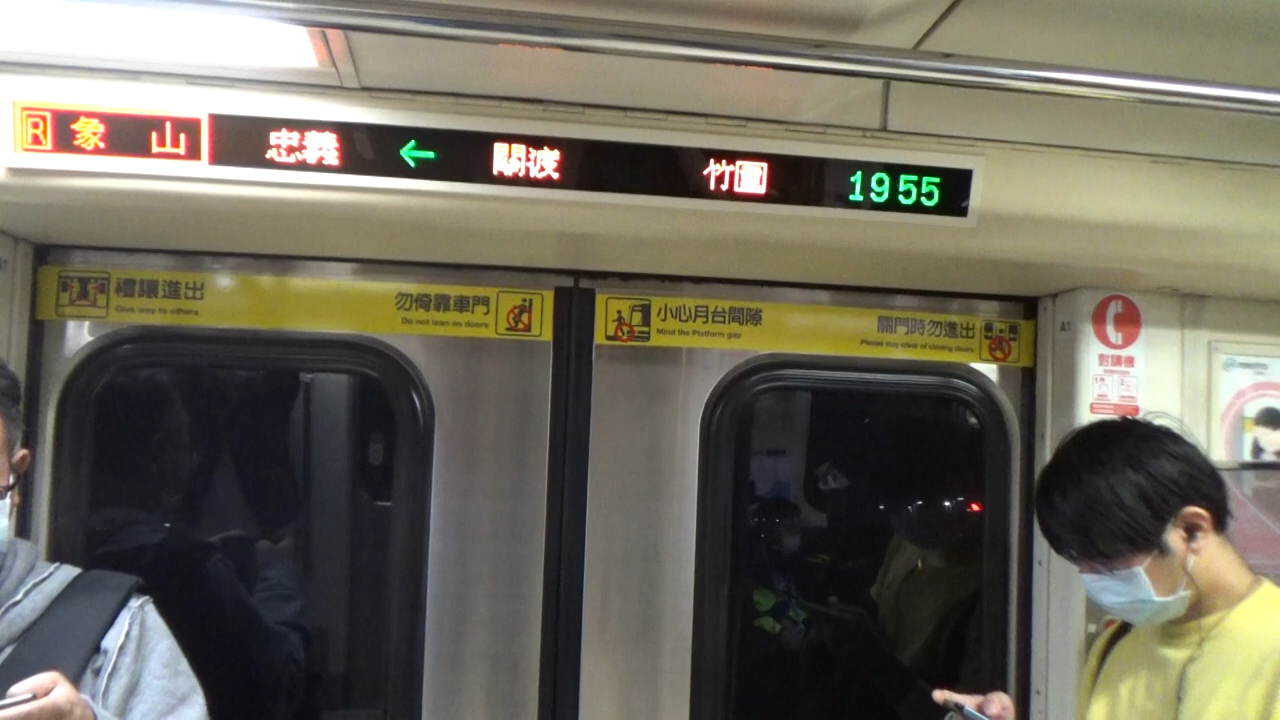 R 象 山 忠義 ← 關渡 竹圍 1955
禮讓進出
Give way to others
勿倚靠車門
Do not lean on doors
小心月台間隙
Mind the Platform gap
關門時勿進出
Please stay clear of closing doors
A1
對講機
Intercom